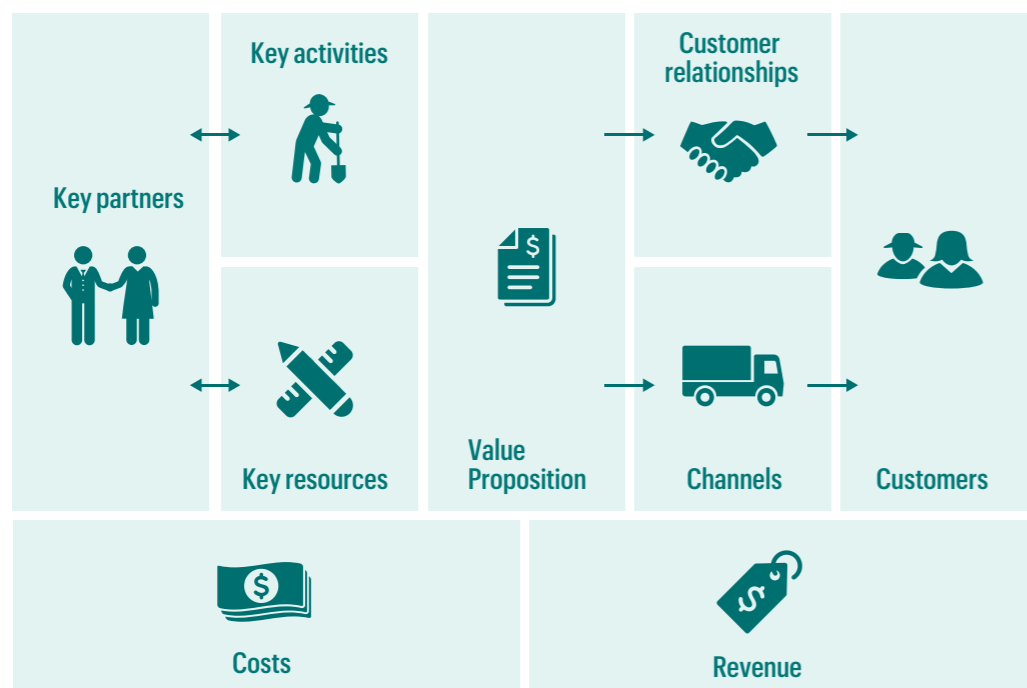 Key partners
Key activities
Key resources
Value
Proposition
Customer
relationships
Channels
Customers
Costs
Revenue